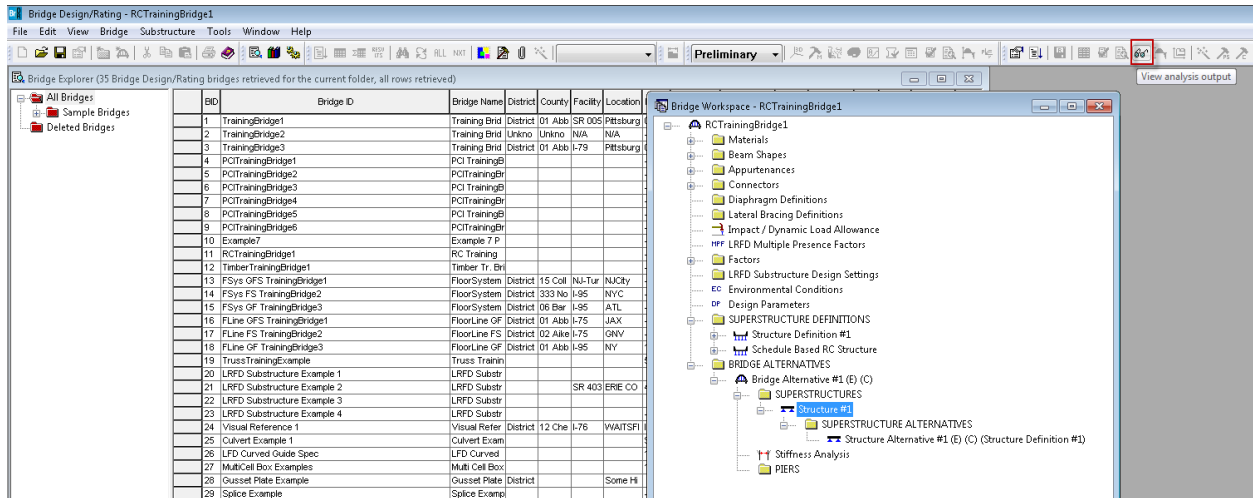 Bridge Design/Rating - RCTrainingBridge1
File Edit View Bridge Substructure Tools Window Help
ALL NXT Preliminary
View analysis output
Bridge Explorer (35 Bridge Design/Rating bridges retrieved for the current folder, all rows retrieved)
All Bridges
Sample Bridges
Deleted Bridges
BID Bridge ID Bridge Name District County Facility Location
1 TrainingBridge1 Training Brid District 01 Abb SR 005 Pittsburg
2 TrainingBridge2 Training Brid Unkno Unkno N/A N/A
3 TrainingBridge3 Training Brid District 01 Abb I-79 Pittsburg
4 PCITrainingBridge1 PCI TrainingB
5 PCITrainingBridge2 PCITrainingBr
6 PCITrainingBridge3 PCI TrainingB
7 PCITrainingBridge4 PCITrainingBr
8 PCITrainingBridge5 PCI TrainingB
9 PCITrainingBridge6 PCITrainingBr
10 Example7 Example 7 P
11 RCTrainingBridge1 RC Training
12 TimberTrainingBridge1 Timber Tr. Bri
13 FSys GFS TrainingBridge1 FloorSystem District 15 Coll NJ-Tur NJCity
14 FSys FS TrainingBridge2 FloorSystem District 333 No I-95 NYC
15 FSys GF TrainingBridge3 FloorSystem District 06 Bar I-95 ATL
16 FLine GFS TrainingBridge1 FloorLine GF District 01 Abb I-75 JAX
17 FLine FS TrainingBridge2 FloorLine FS District 02 Aike I-75 GNV
18 FLine GF TrainingBridge3 FloorLine GF District 01 Abb I-95 NY
19 TrussTrainingExample Truss Trainin
20 LRFD Substructure Example 1 LRFD Substr
21 LRFD Substructure Example 2 LRFD Substr SR 403 ERIE CO
22 LRFD Substructure Example 3 LRFD Substr
23 LRFD Substructure Example 4 LRFD Substr
24 Visual Reference 1 Visual Refer District 12 Che I-76 WAITSFI
25 Culvert Example 1 Culvert Exam
26 LFD Curved Guide Spec LFD Curved
27 MultiCell Box Examples Multi Cell Box
28 Gusset Plate Example Gusset Plate District Some Hi
29 Splice Example Splice Examp
Bridge Workspace - RCTrainingBridge1
RCTrainingBridge1
Materials
Beam Shapes
Appurtenances
Connectors
Diaphragm Definitions
Lateral Bracing Definitions
Impact / Dynamic Load Allowance
MPF LRFD Multiple Presence Factors
Factors
LRFD Substructure Design Settings
EC Environmental Conditions
DP Design Parameters
SUPERSTRUCTURE DEFINITIONS
Structure Definition #1
Schedule Based RC Structure
BRIDGE ALTERNATIVES
Bridge Alternative #1 (E) (C)
SUPERSTRUCTURES
Structure #1
SUPERSTRUCTURE ALTERNATIVES
Structure Alternative #1 (E) (C) (Structure Definition #1)
Stiffness Analysis
PIERS